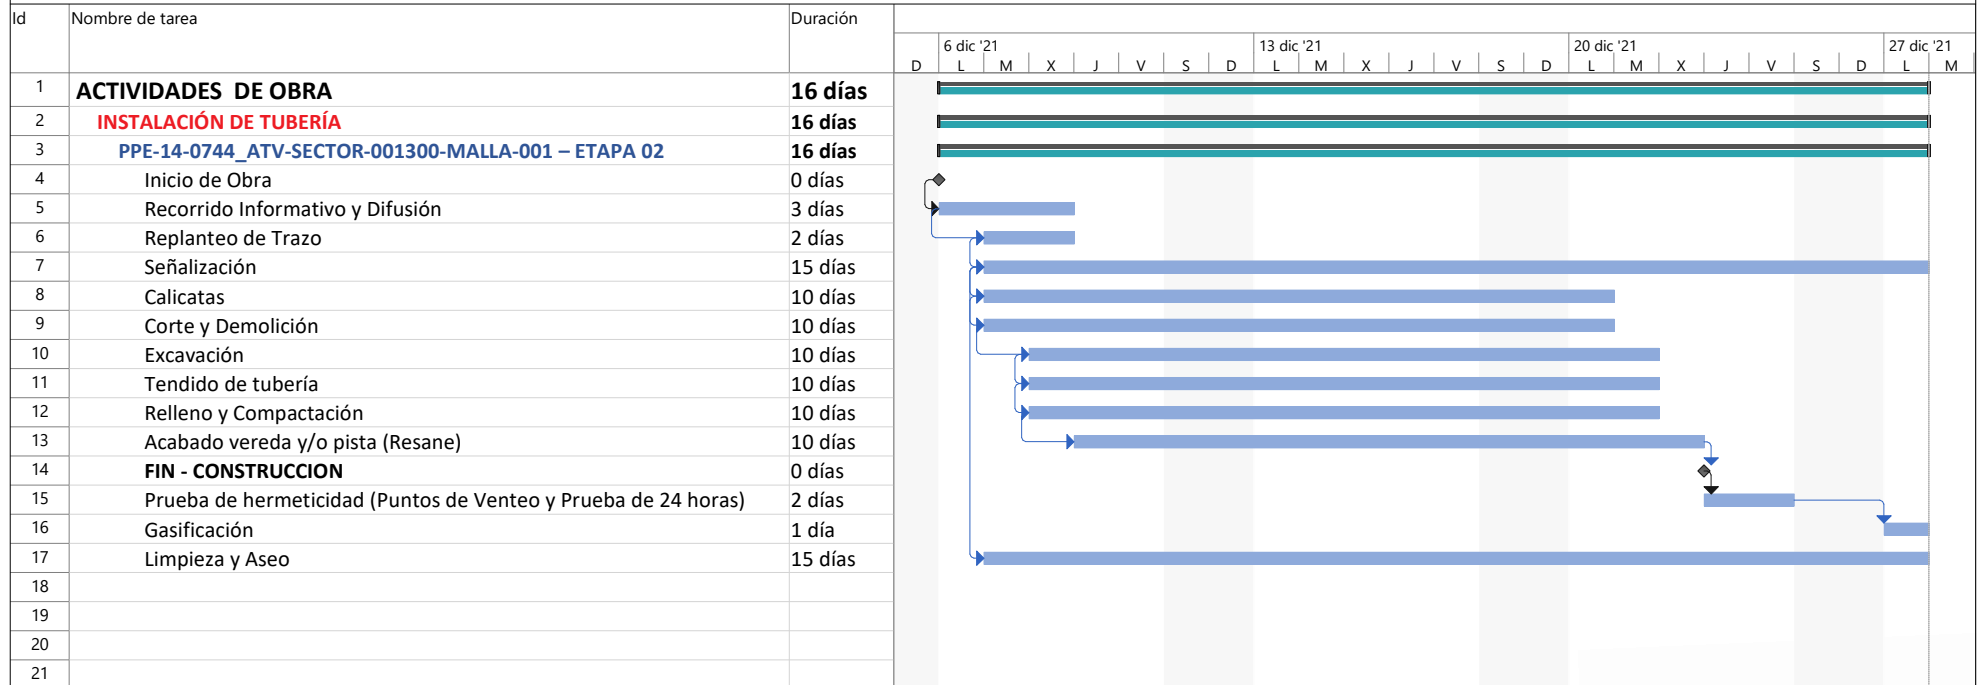 Id Nombre de tarea Duración
6 dic '21 13 dic '21 20 dic '21 27 dic '21
D L M X J V S D L M X J V S D L M X J V S D L M
1 ACTIVIDADES DE OBRA 16 días
2 INSTALACIÓN DE TUBERÍA 16 días
3 PPE-14-0744_ATV-SECTOR-001300-MALLA-001 – ETAPA 02 16 días
4 Inicio de Obra 0 días
5 Recorrido Informativo y Difusión 3 días
6 Replanteo de Trazo 2 días
7 Señalización 15 días
8 Calicatas 10 días
9 Corte y Demolición 10 días
10 Excavación 10 días
11 Tendido de tubería 10 días
12 Relleno y Compactación 10 días
13 Acabado vereda y/o pista (Resane) 10 días
14 FIN - CONSTRUCCION 0 días
15 Prueba de hermeticidad (Puntos de Venteo y Prueba de 24 horas) 2 días
16 Gasificación 1 día
17 Limpieza y Aseo 15 días
18
19
20
21